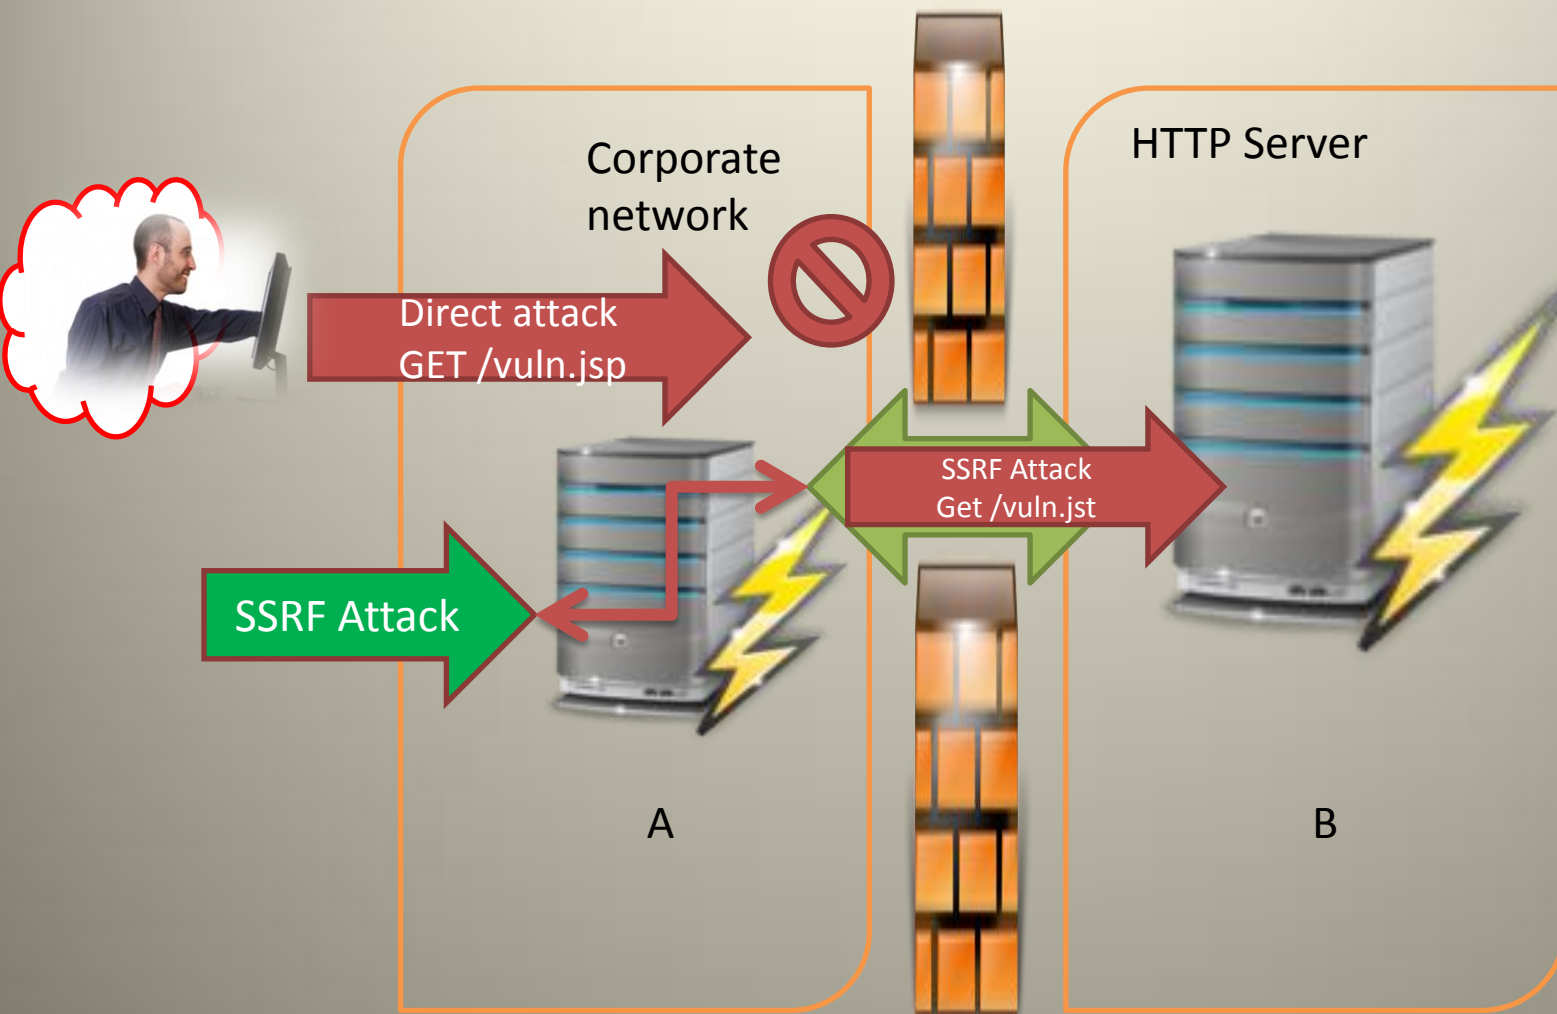 Corporate
network
HTTP Server
Direct attack
GET /vuln.jsp
SSRF Attack
Get /vuln.jst
SSRF Attack
A
B